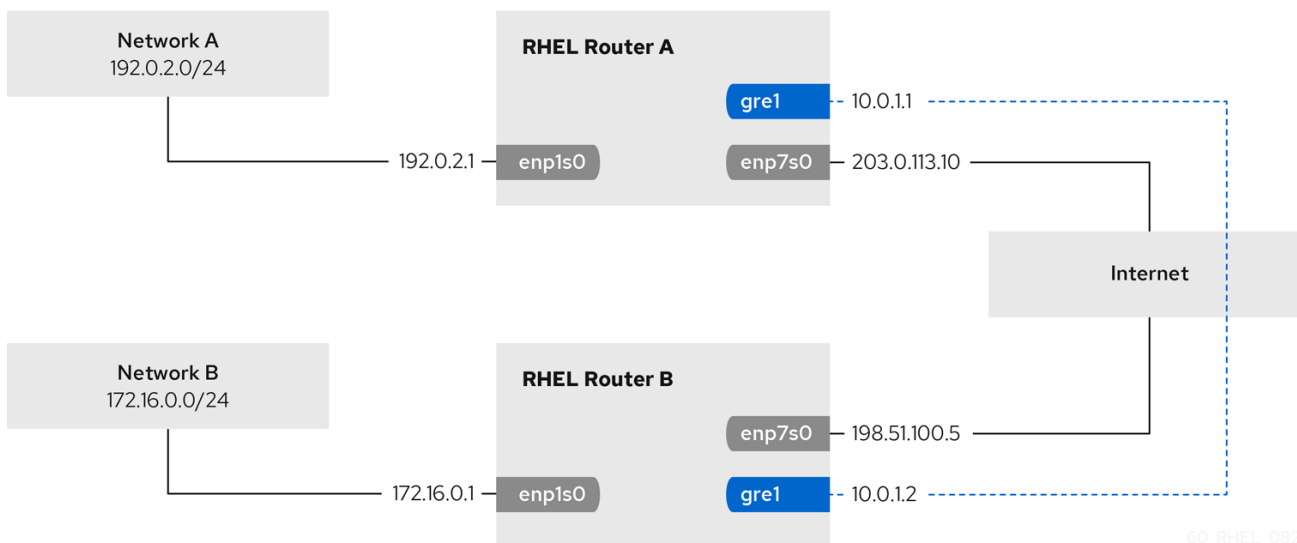 Network A
192.0.2.0/24
RHEL Router A
gre1
10.0.1.1
192.0.2.1
enp1s0
enp7s0
203.0.113.10
Internet
Network B
172.16.0.0/24
RHEL Router B
enp7s0
198.51.100.5
172.16.0.1
enp1s0
gre1
10.0.1.2
60_RHEL_082